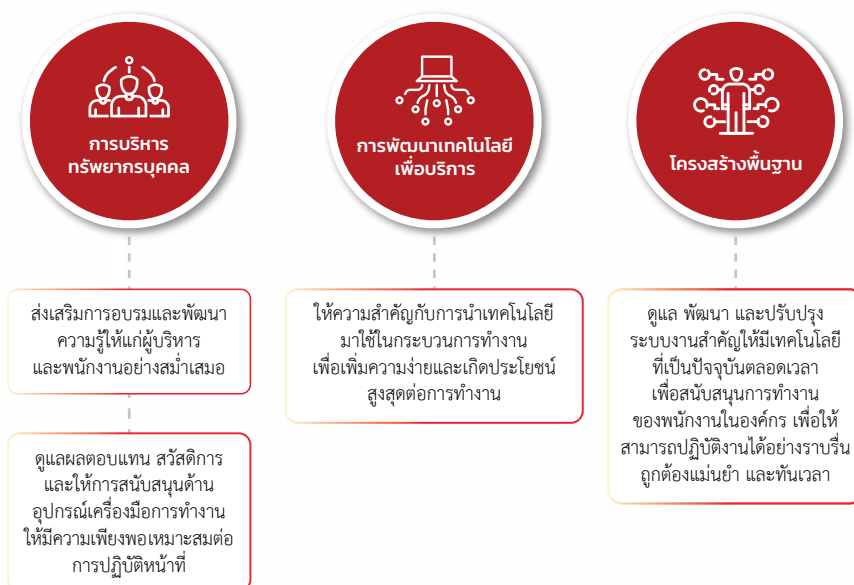 การบริหาร
ทรัพยากรบุคคล
ส่งเสริมการอบรมและพัฒนา
ความรู้ให้แก่ผู้บริหาร
และพนักงานอย่างสม่ำเสมอ
ดูแลผลตอบแทน สวัสดิการ
และให้การสนับสนุนด้าน
อุปกรณ์เครื่องมือการทำงาน
ให้มีความเพียงพอเหมาะสมต่อ
การปฏิบัติหน้าที่
การพัฒนาเทคโนโลยี
เพื่อบริการ
ให้ความสำคัญกับการนำเทคโนโลยี
มาใช้ในกระบวนการทำงาน
เพื่อเพิ่มความง่ายและเกิดประโยชน์
สูงสุดต่อการทำงาน
โครงสร้างพื้นฐาน
ดูแล พัฒนา และปรับปรุง
ระบบงานสำคัญให้มีเทคโนโลยี
ที่เป็นปัจจุบันตลอดเวลา
เพื่อสนับสนุนการทำงาน
ของพนักงานในองค์กร เพื่อให้
สามารถปฏิบัติงานได้อย่างราบรื่น
ถูกต้องแม่นยำ และทันเวลา